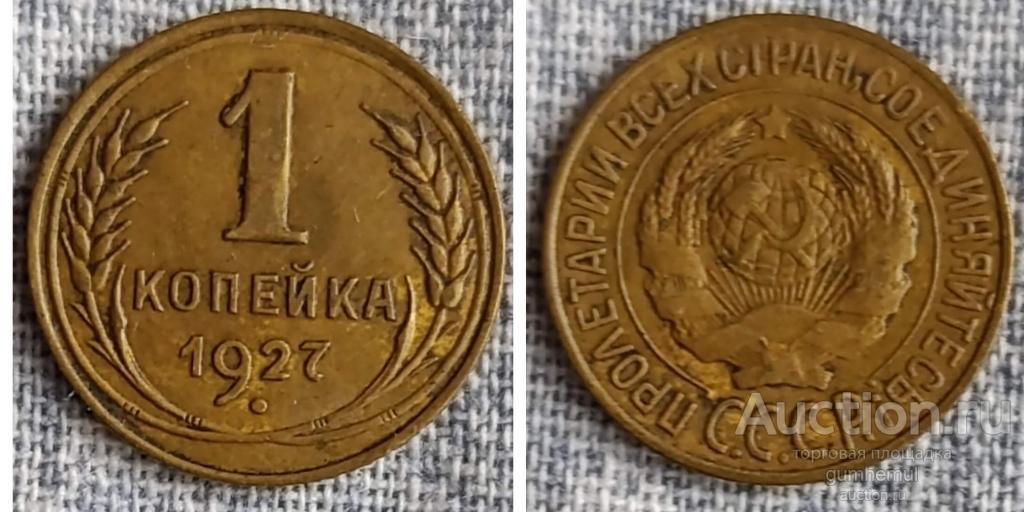 1
КОПЕЙКА
1927
ПРОЛЕТАРИИ ВСЕХ СТРАН, СОЕДИНЯЙТЕСЬ!
С.С.С.Р.
Auction.ru
торговая площадка
gumhemul
auction.ru